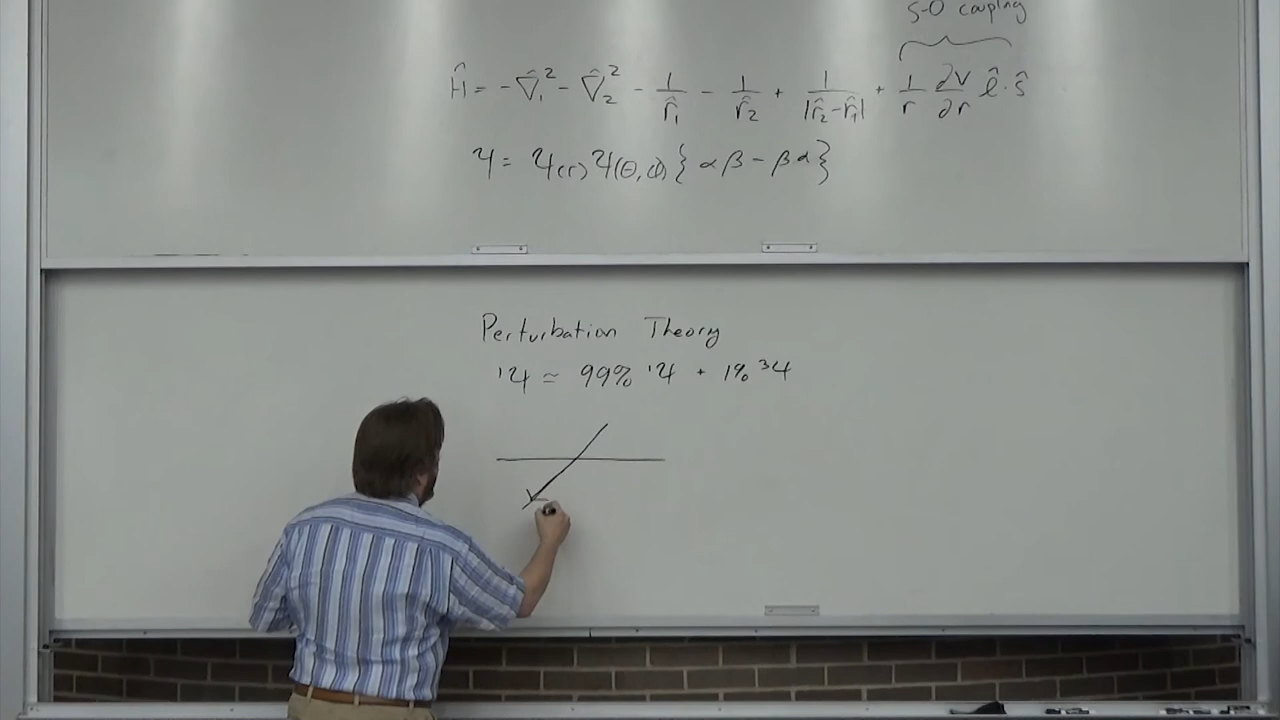 S-O coupling
Ĥ = -∇̂₁² - ∇̂₂² - 1/r̂₁ - 1/r̂₂ + 1/|r̂₂-r̂₁| + 1/r ∂V/∂r l̂·ŝ
Ψ = Ψ(r) Ψ(θ,φ) {αβ - βα}
Perturbation Theory
¹Ψ ≃ 99% ¹Ψ + 1% ³Ψ